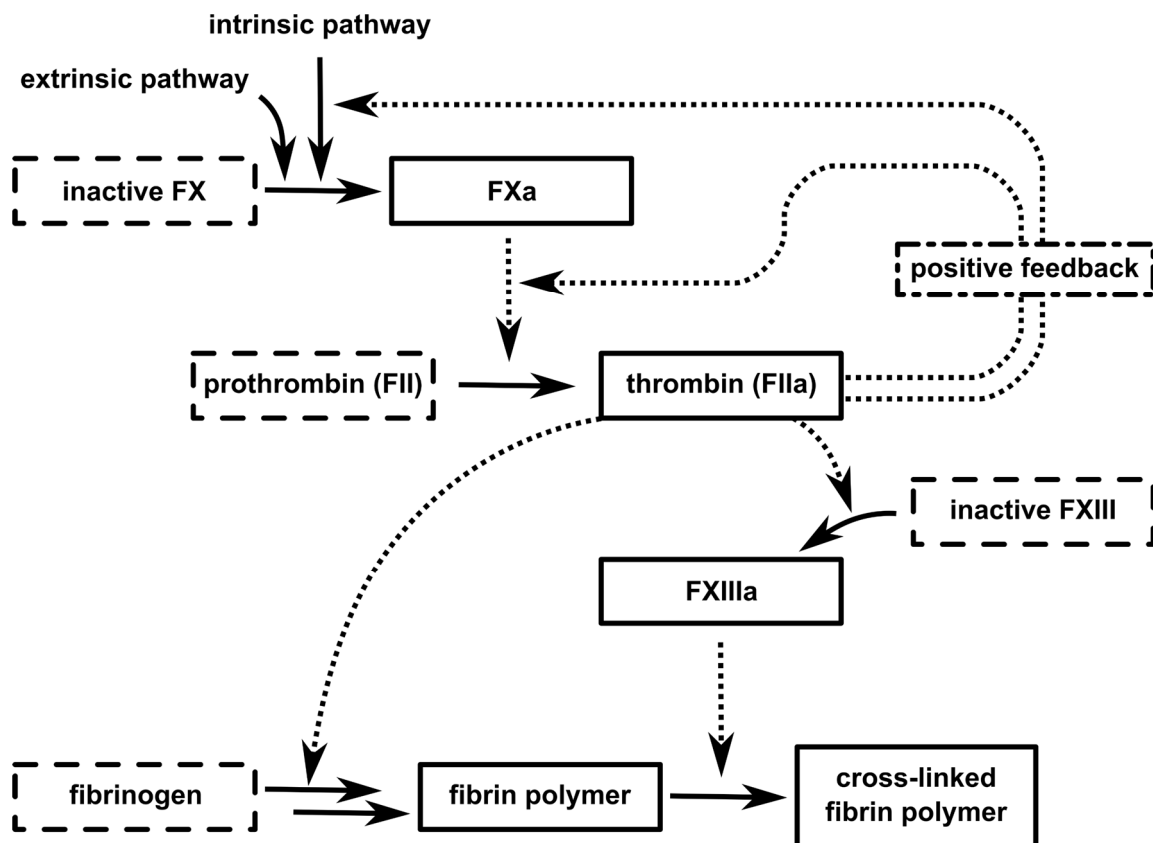 intrinsic pathway
extrinsic pathway
inactive FX
FXa
positive feedback
prothrombin (FII)
thrombin (FIIa)
inactive FXIII
FXIIIa
fibrinogen
fibrin polymer
cross-linked
fibrin polymer